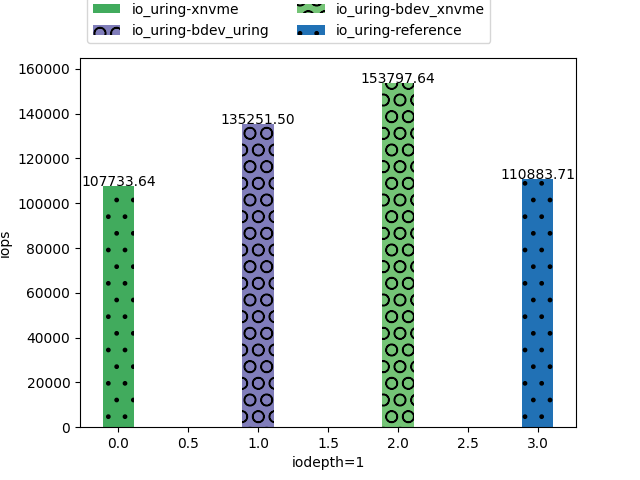 io_uring-xnvme io_uring-bdev_xnvme
io_uring-bdev_uring io_uring-reference
160000
140000
120000
100000
80000
60000
40000
20000
0
iops
107733.64
135251.50
153797.64
110883.71
0.0 0.5 1.0 1.5 2.0 2.5 3.0
iodepth=1